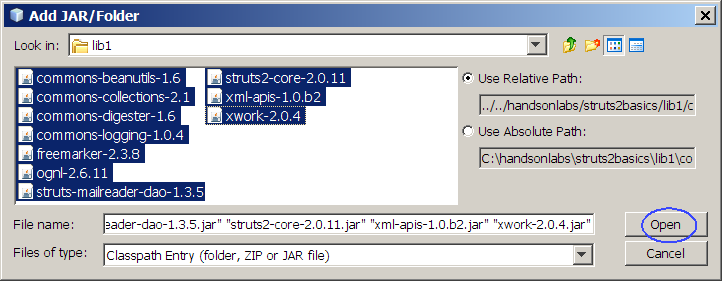 Add JAR/Folder
Look in: lib1
commons-beanutils-1.6
commons-collections-2.1
commons-digester-1.6
commons-logging-1.0.4
freemarker-2.3.8
ognl-2.6.11
struts-mailreader-dao-1.3.5
struts2-core-2.0.11
xml-apis-1.0.b2
xwork-2.0.4
Use Relative Path:
../../handsonlabs/struts2basics/lib1/c
Use Absolute Path:
C:\handsonlabs\struts2basics\lib1\co
File name: eader-dao-1.3.5.jar" "struts2-core-2.0.11.jar" "xml-apis-1.0.b2.jar" "xwork-2.0.4.jar"
Open
Files of type: Classpath Entry (folder, ZIP or JAR file)
Cancel